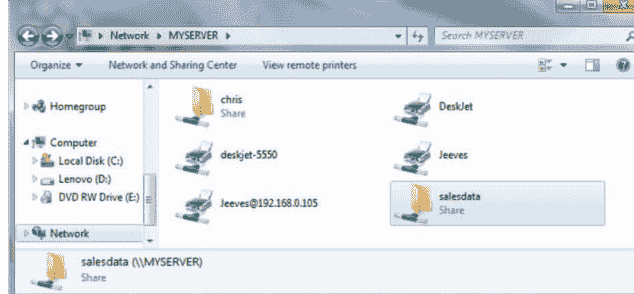 Network ▸ MYSERVER ▸
Search MYSERVER
Organize ▾ Network and Sharing Center View remote printers
Homegroup
Computer
Local Disk (C:)
Lenovo (D:)
DVD RW Drive (E:)
Network
chris
Share
DeskJet
deskjet-5550
Jeeves
Jeeves@192.168.0.105
salesdata
Share
salesdata (\\MYSERVER)
Share